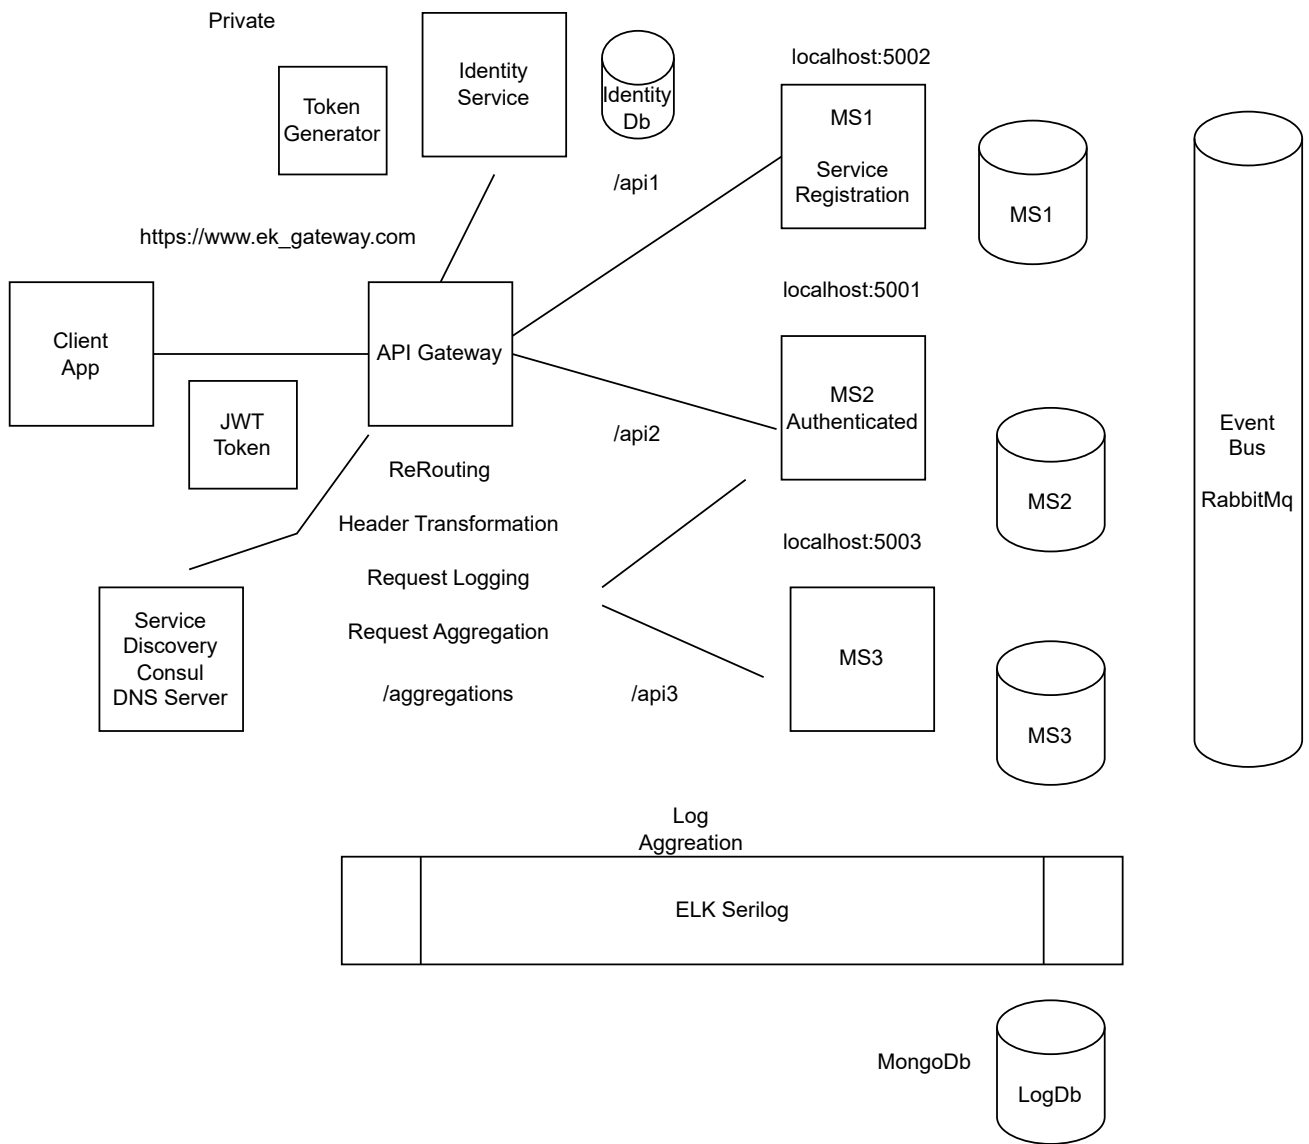 Private
Identity
Service
Token
Generator
Identity
Db
localhost:5002
MS1
Service
Registration
/api1
MS1
https://www.ek_gateway.com
Client
App
API Gateway
localhost:5001
MS2
Authenticated
JWT
Token
/api2
MS2
Event
Bus
RabbitMq
ReRouting
Header Transformation
Request Logging
Request Aggregation
/aggregations
/api3
localhost:5003
MS3
MS3
Service
Discovery
Consul
DNS Server
Log
Aggreation
ELK Serilog
MongoDb
LogDb